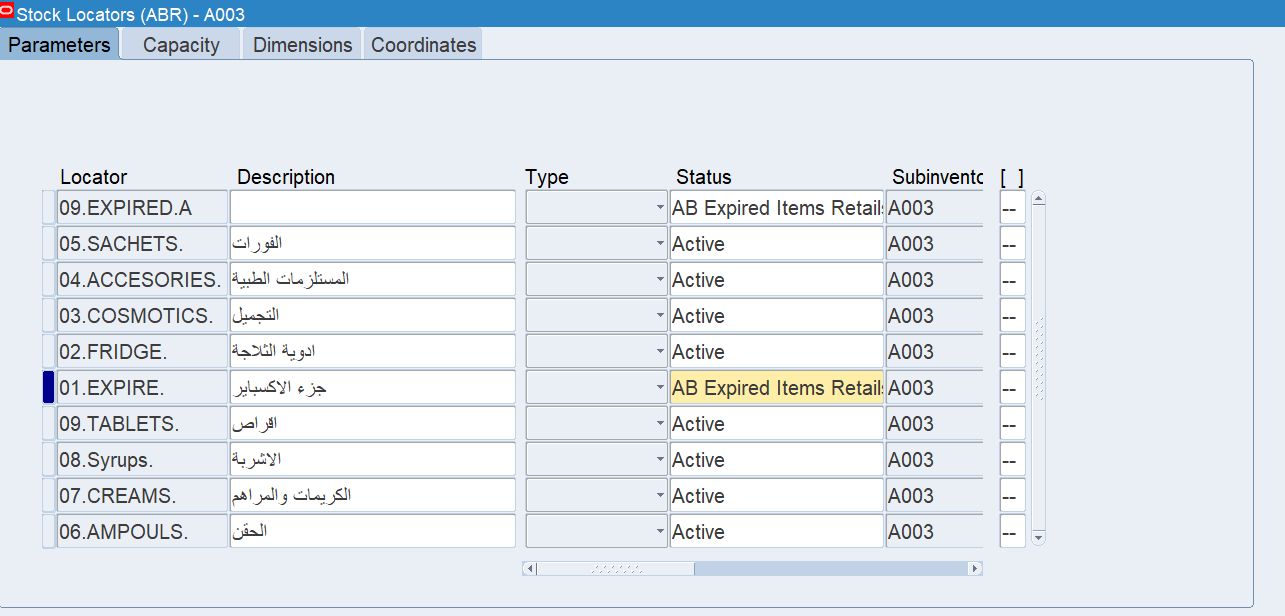 Stock Locators (ABR) - A003
Parameters Capacity Dimensions Coordinates
Locator Description Type Status Subinvento [ ]
09.EXPIRED.A AB Expired Items Retails A003 --
05.SACHETS. الفورات Active A003 --
04.ACCESORIES. المستلزمات الطبية Active A003 --
03.COSMOTICS. التجميل Active A003 --
02.FRIDGE. ادوية الثلاجة Active A003 --
01.EXPIRE. جزء الاكسباير AB Expired Items Retails A003 --
09.TABLETS. اقراص Active A003 --
08.Syrups. الاشربة Active A003 --
07.CREAMS. الكريمات والمراهم Active A003 --
06.AMPOULS. الحقن Active A003 --